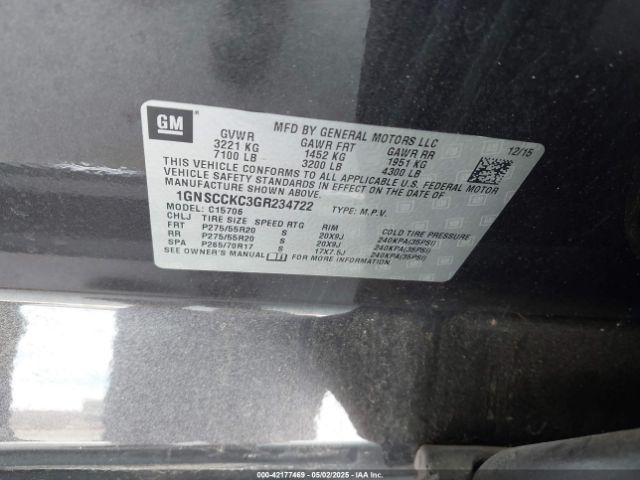 GM ®
MFD BY GENERAL MOTORS LLC
12/15
GVWR GAWR FRT GAWR RR
3221 KG 1452 KG 1951 KG
7100 LB 3200 LB 4300 LB
THIS VEHICLE CONFORMS TO ALL APPLICABLE U.S. FEDERAL MOTOR
VEHICLE SAFETY STANDARDS IN EFFECT ON THE DATE OF
MANUFACTURE SHOWN ABOVE.
1GNSCCKC3GR234722 TYPE: M.P.V.
MODEL: C15706
CHLJ TIRE SIZE SPEED RTG RIM COLD TIRE PRESSURE
FRT P275/55R20 S 20X9J 240KPA(35PSI)
RR P275/55R20 S 20X9J 240KPA(35PSI)
SPA P265/70R17 S 17X7.5J 240KPA(35PSI)
SEE OWNER'S MANUAL FOR MORE INFORMATION
000-42177469 - 05/02/2025 - IAAI.com